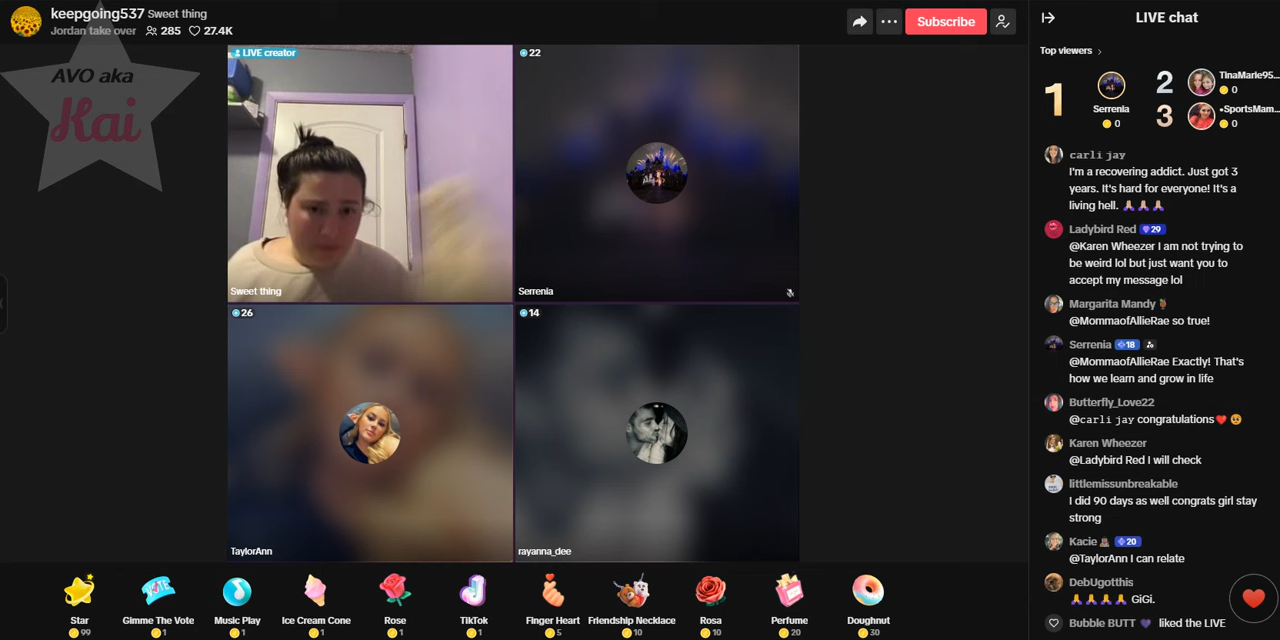 keepgoing537 Sweet thing
Jordan take over 285 27.4K
Subscribe
AVO aka
Kai
LIVE creator
Sweet thing
22
Serrenia
26
TaylorAnn
14
rayanna_dee
Star
99
Gimme The Vote
1
Music Play
1
Ice Cream Cone
1
Rose
1
TikTok
1
Finger Heart
5
Friendship Necklace
10
Rosa
10
Perfume
20
Doughnut
30
LIVE chat
Top viewers
1
Serrenia
0
2
TinaMarie95...
0
3
•SportsMam...
0
carli jay
I'm a recovering addict. Just got 3
years. It's hard for everyone! It's a
living hell. 🙏🏼🙏🏼🙏🏼
Ladybird Red 29
@Karen Wheezer I am not trying to
be weird lol but just want you to
accept my message lol
Margarita Mandy
@MommaofAllieRae so true!
Serrenia 18
@MommaofAllieRae Exactly! That's
how we learn and grow in life
Butterfly_Love22
@carli jay congratulations❤️🥹
Karen Wheezer
@Ladybird Red I will check
littlemissunbreakable
I did 90 days as well congrats girl stay
strong
Kacie 20
@TaylorAnn I can relate
DebUgotthis
🙏🙏🙏🙏 GiGi.
Bubble BUTT 💜 liked the LIVE